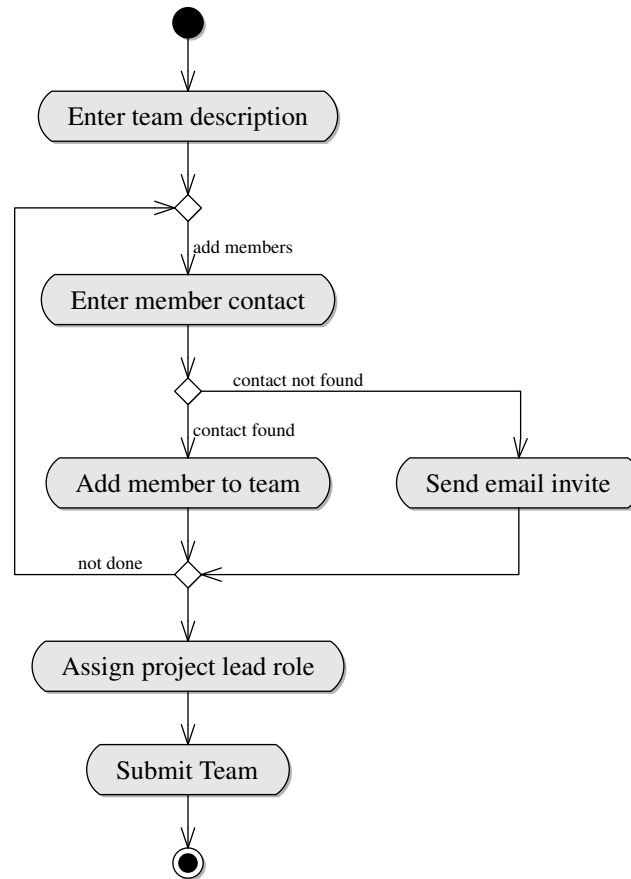 Enter team description
add members
Enter member contact
contact not found
contact found
Add member to team
Send email invite
not done
Assign project lead role
Submit Team